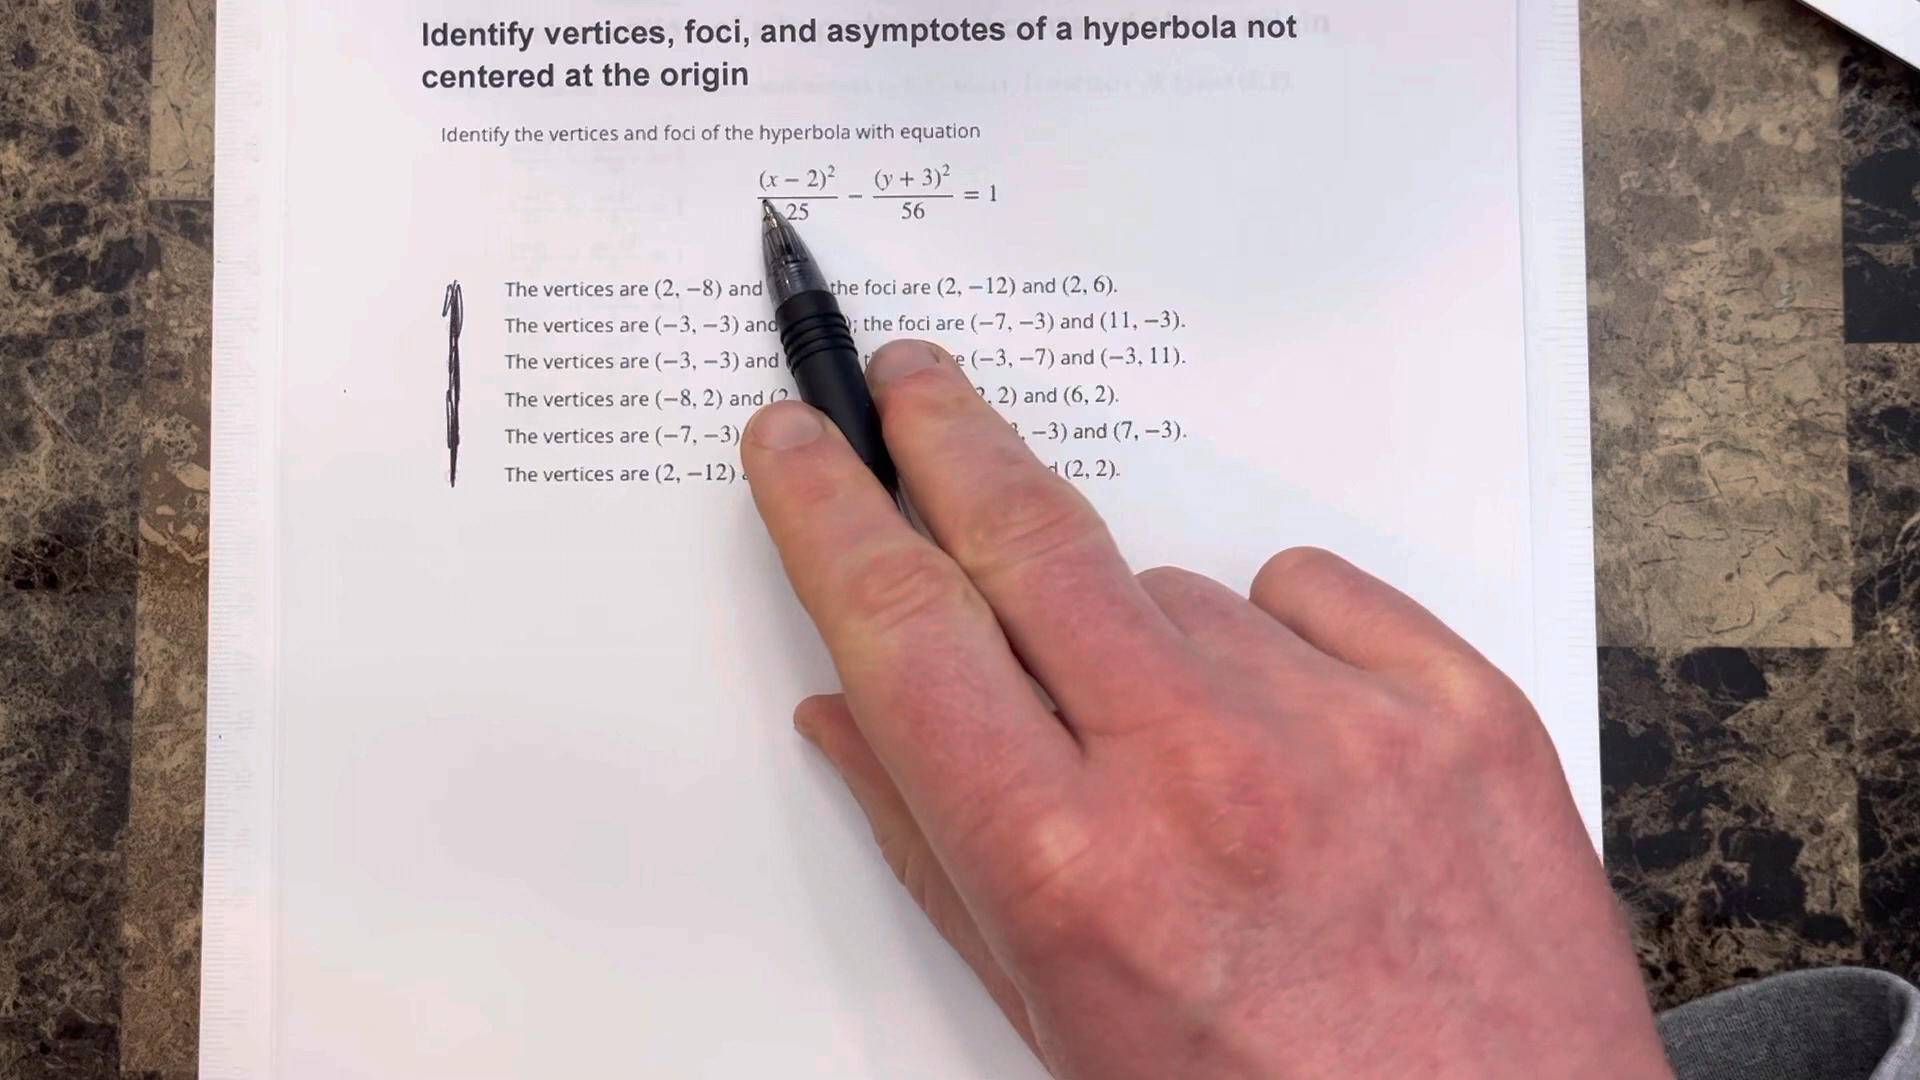 Identify vertices, foci, and asymptotes of a hyperbola not
centered at the origin
Identify the vertices and foci of the hyperbola with equation
(x − 2)² / 25 − (y + 3)² / 56 = 1
The vertices are (2, −8) and the foci are (2, −12) and (2, 6).
The vertices are (−3, −3) and ); the foci are (−7, −3) and (11, −3).
The vertices are (−3, −3) and (−3, −7) and (−3, 11).
The vertices are (−8, 2) and (2 2) and (6, 2).
The vertices are (−7, −3) −3) and (7, −3).
The vertices are (2, −12) (2, 2).